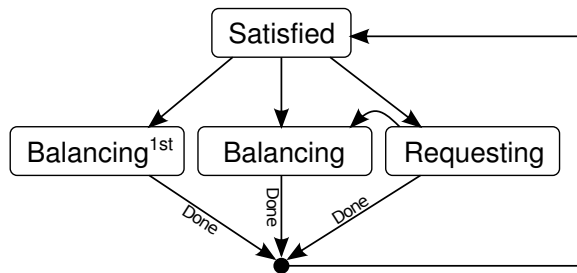 Satisfied
Balancing1st
Balancing
Requesting
Done
Done
Done